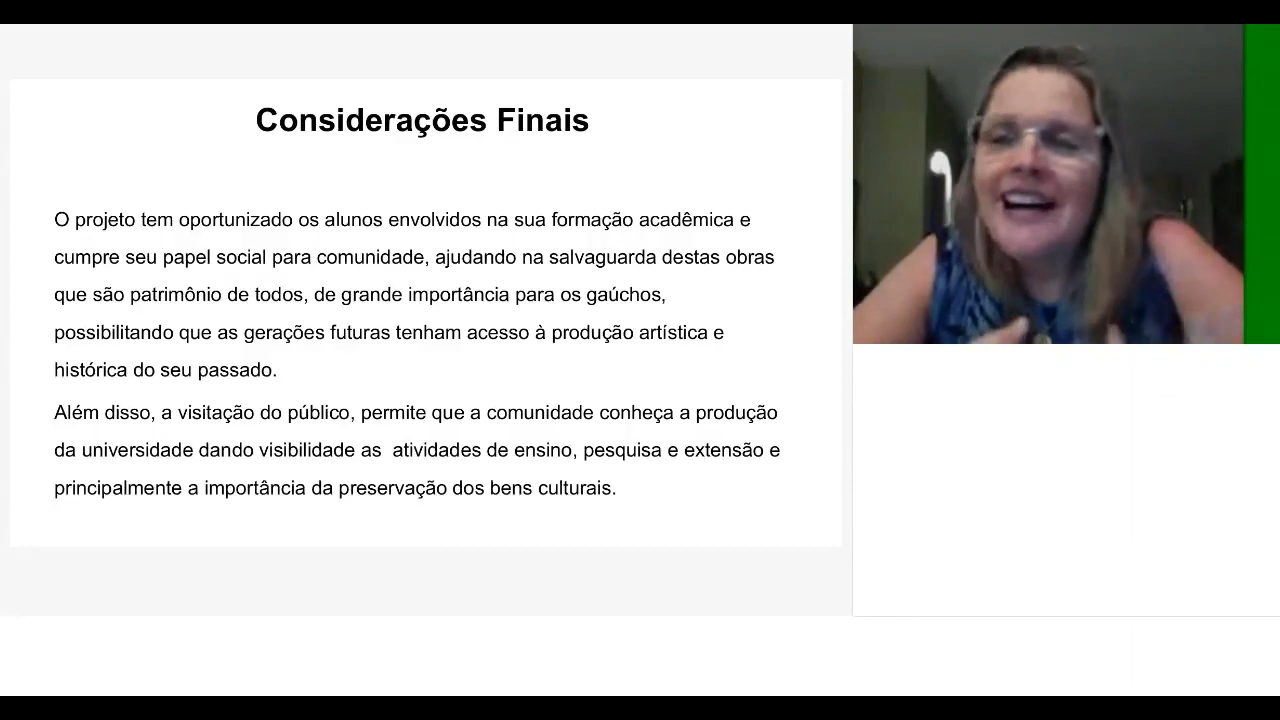 Considerações Finais
O projeto tem oportunizado os alunos envolvidos na sua formação acadêmica e
cumpre seu papel social para comunidade, ajudando na salvaguarda destas obras
que são patrimônio de todos, de grande importância para os gaúchos,
possibilitando que as gerações futuras tenham acesso à produção artística e
histórica do seu passado.
Além disso, a visitação do público, permite que a comunidade conheça a produção
da universidade dando visibilidade as  atividades de ensino, pesquisa e extensão e
principalmente a importância da preservação dos bens culturais.